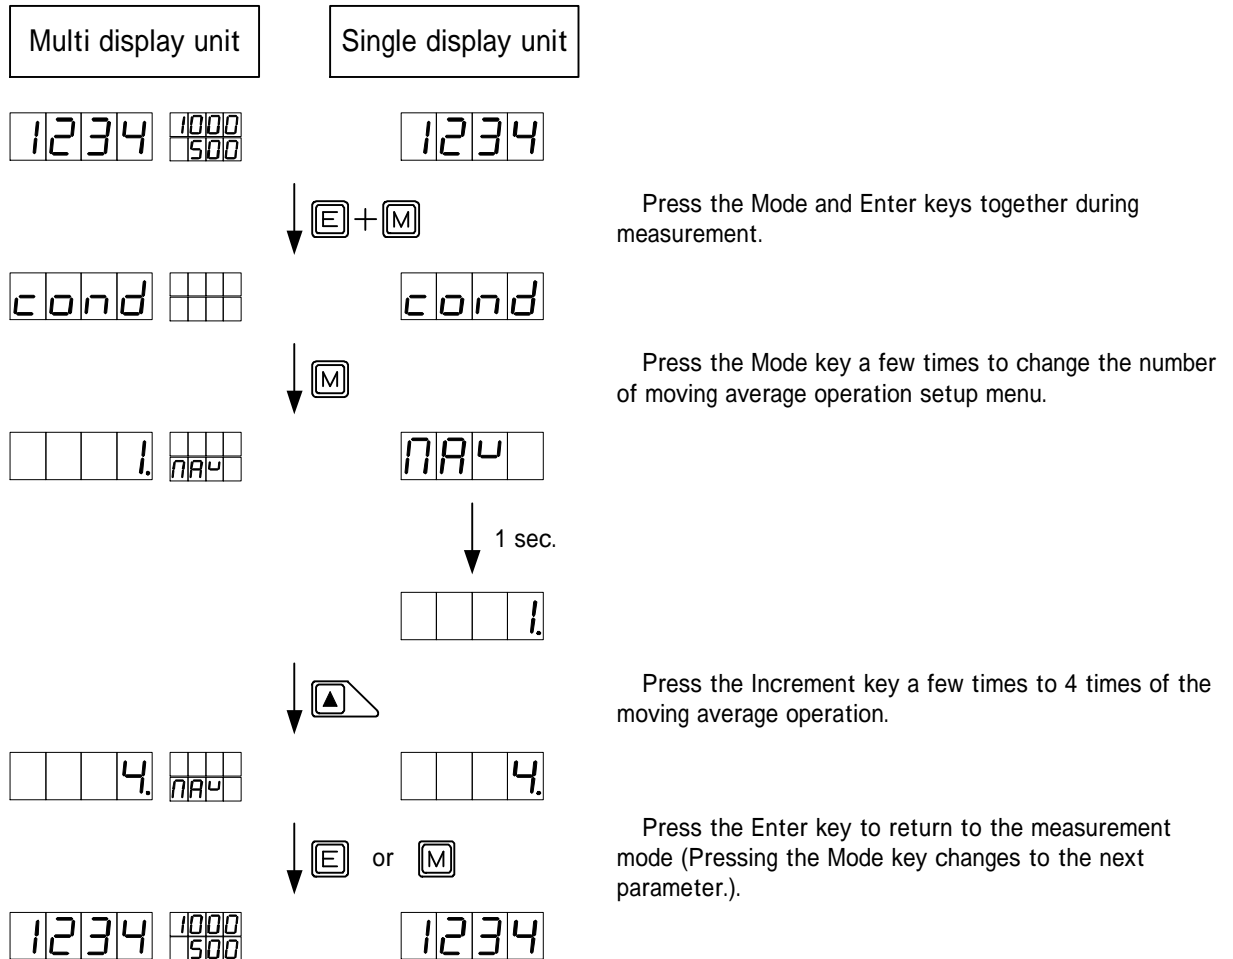 Multi display unit Single display unit
1234 1000 1234
500
E + M
Press the Mode and Enter keys together during
measurement.
cond cond
M
Press the Mode key a few times to change the number
of moving average operation setup menu.
1. MAv MAv
1 sec.
1.
▲
Press the Increment key a few times to 4 times of the
moving average operation.
4. MAv 4.
E or M
Press the Enter key to return to the measurement
mode (Pressing the Mode key changes to the next
parameter.).
1234 1000 1234
500